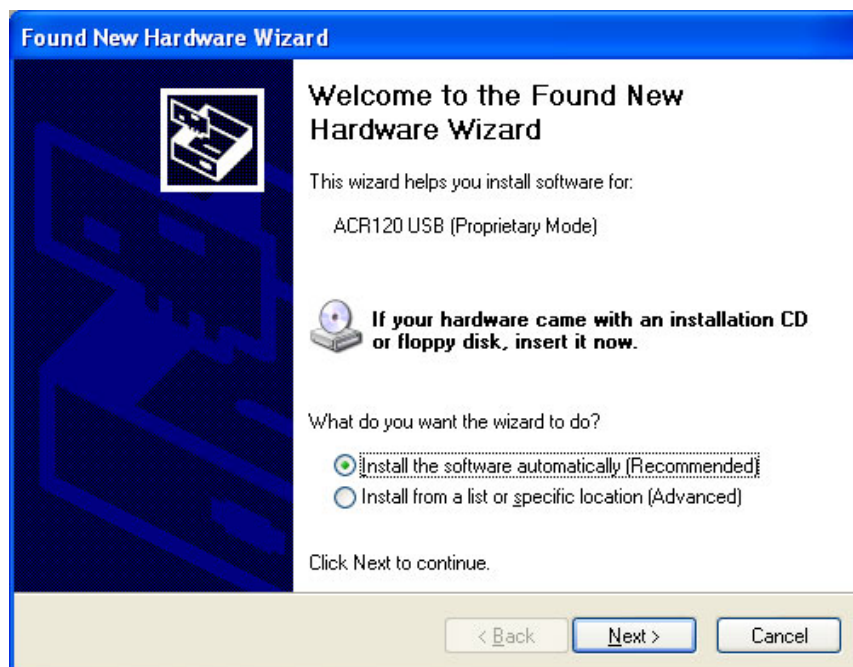 Found New Hardware Wizard
Welcome to the Found New
Hardware Wizard
This wizard helps you install software for:
ACR120 USB (Proprietary Mode)
If your hardware came with an installation CD
or floppy disk, insert it now.
What do you want the wizard to do?
Install the software automatically (Recommended)
Install from a list or specific location (Advanced)
Click Next to continue.
< Back Next > Cancel